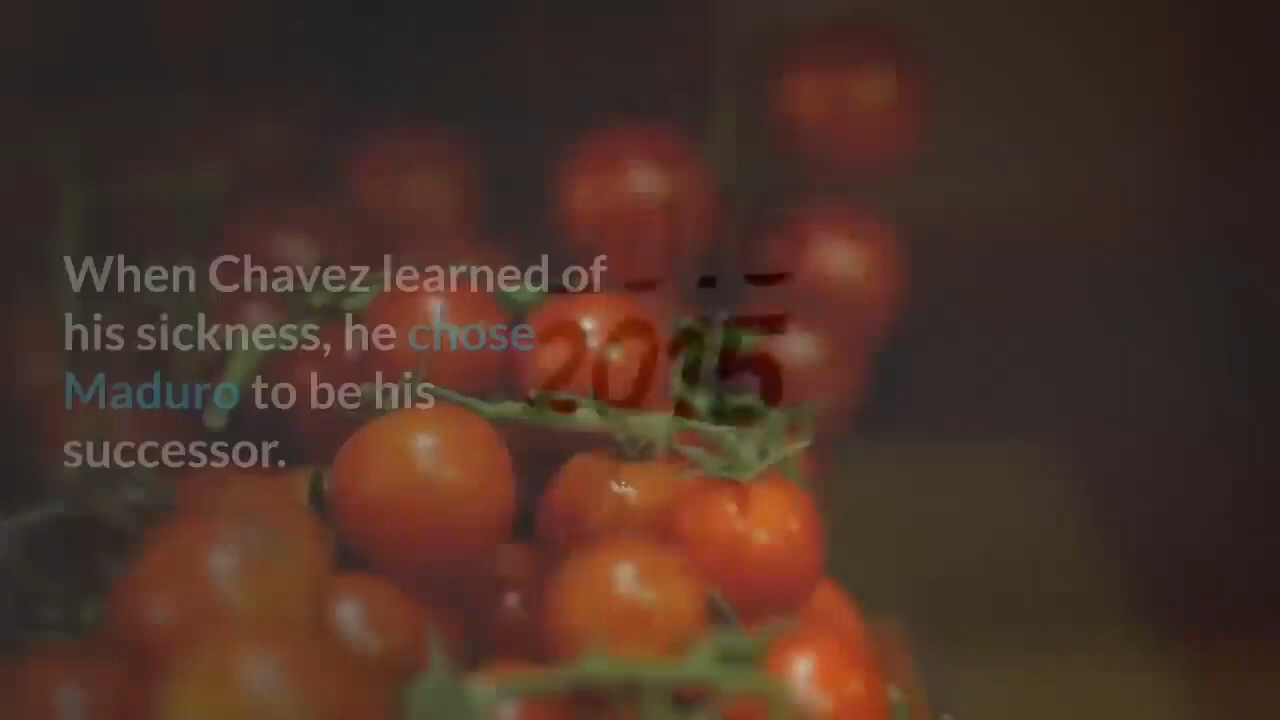 When Chavez learned of
his sickness, he chose
Maduro to be his
successor.
2015